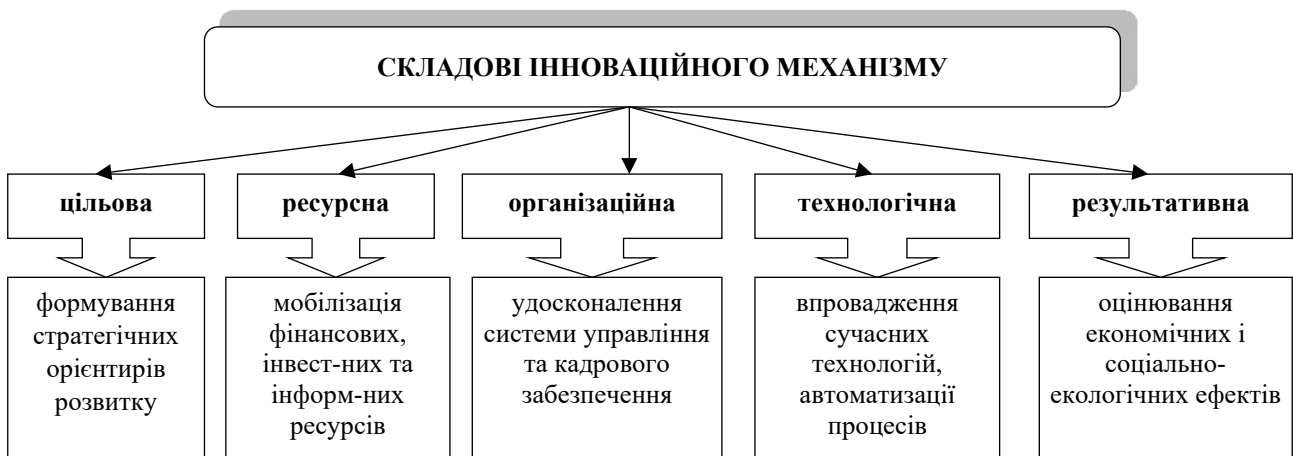 СКЛАДОВІ ІННОВАЦІЙНОГО МЕХАНІЗМУ
цільова
ресурсна
організаційна
технологічна
результативна
формування
стратегічних
орієнтирів
розвитку
мобілізація
фінансових,
інвест-них та
інформ-них
ресурсів
удосконалення
системи управління
та кадрового
забезпечення
впровадження
сучасних
технологій,
автоматизації
процесів
оцінювання
економічних і
соціально-
екологічних ефектів